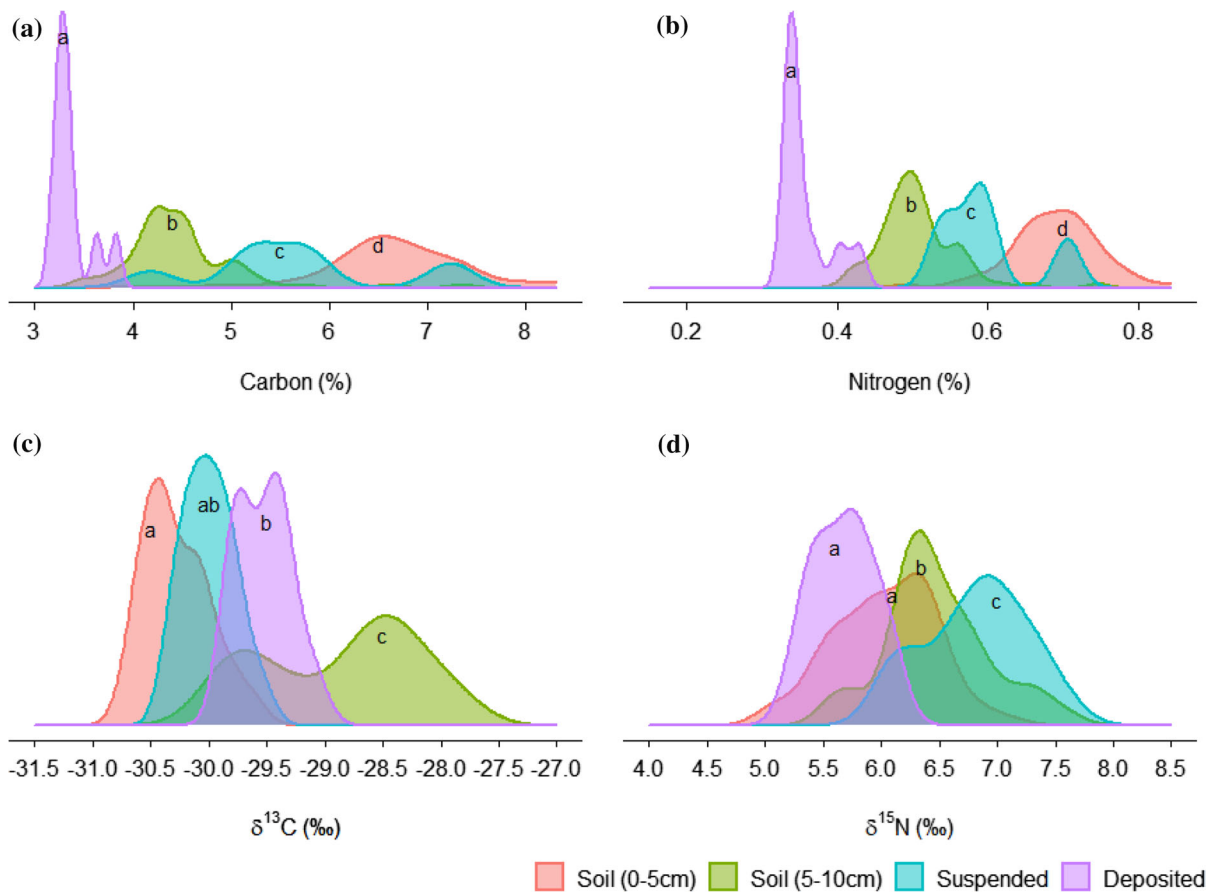 (a)
a
b
c
d
3 4 5 6 7 8
Carbon (%)
(b)
a
b
c
d
0.2 0.4 0.6 0.8
Nitrogen (%)
(c)
a
ab
b
c
-31.5 -31.0 -30.5 -30.0 -29.5 -29.0 -28.5 -28.0 -27.5 -27.0
δ¹³C (‰)
(d)
a
a
b
c
4.0 4.5 5.0 5.5 6.0 6.5 7.0 7.5 8.0 8.5
δ¹⁵N (‰)
Soil (0-5cm) Soil (5-10cm) Suspended Deposited